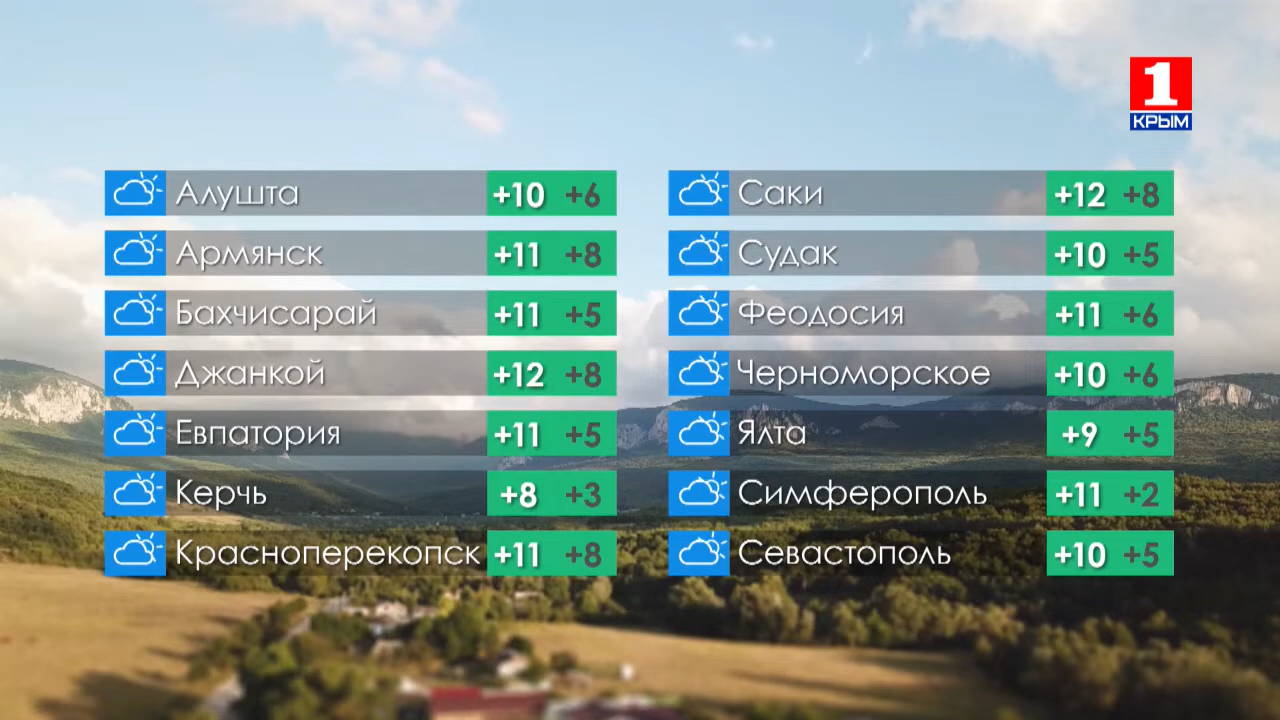 1
КРЫМ
Алушта +10 +6
Армянск +11 +8
Бахчисарай +11 +5
Джанкой +12 +8
Евпатория +11 +5
Керчь +8 +3
Красноперекопск +11 +8
Саки +12 +8
Судак +10 +5
Феодосия +11 +6
Черноморское +10 +6
Ялта +9 +5
Симферополь +11 +2
Севастополь +10 +5